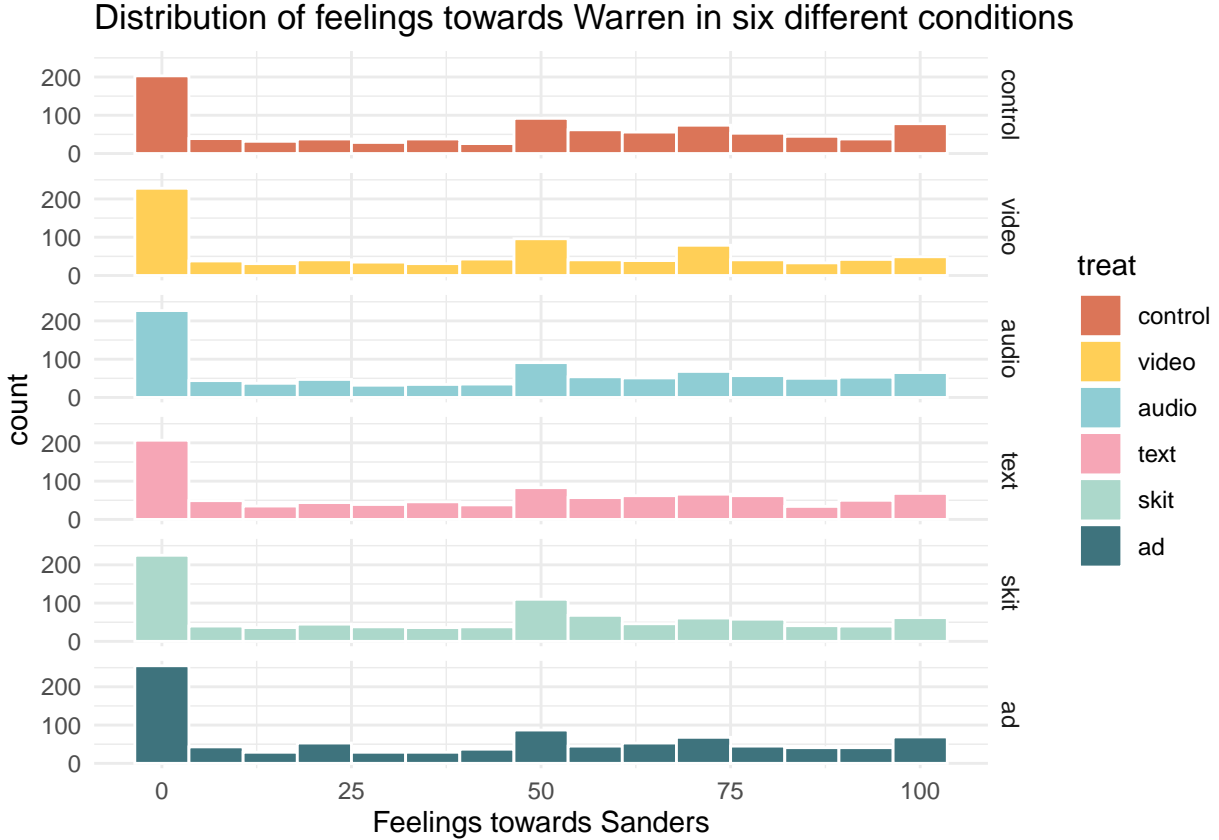 Distribution of feelings towards Warren in six different conditions
count
200
100
0
control
200
100
0
video
200
100
0
audio
200
100
0
text
200
100
0
skit
200
100
0
ad
0 25 50 75 100
Feelings towards Sanders
treat
control
video
audio
text
skit
ad